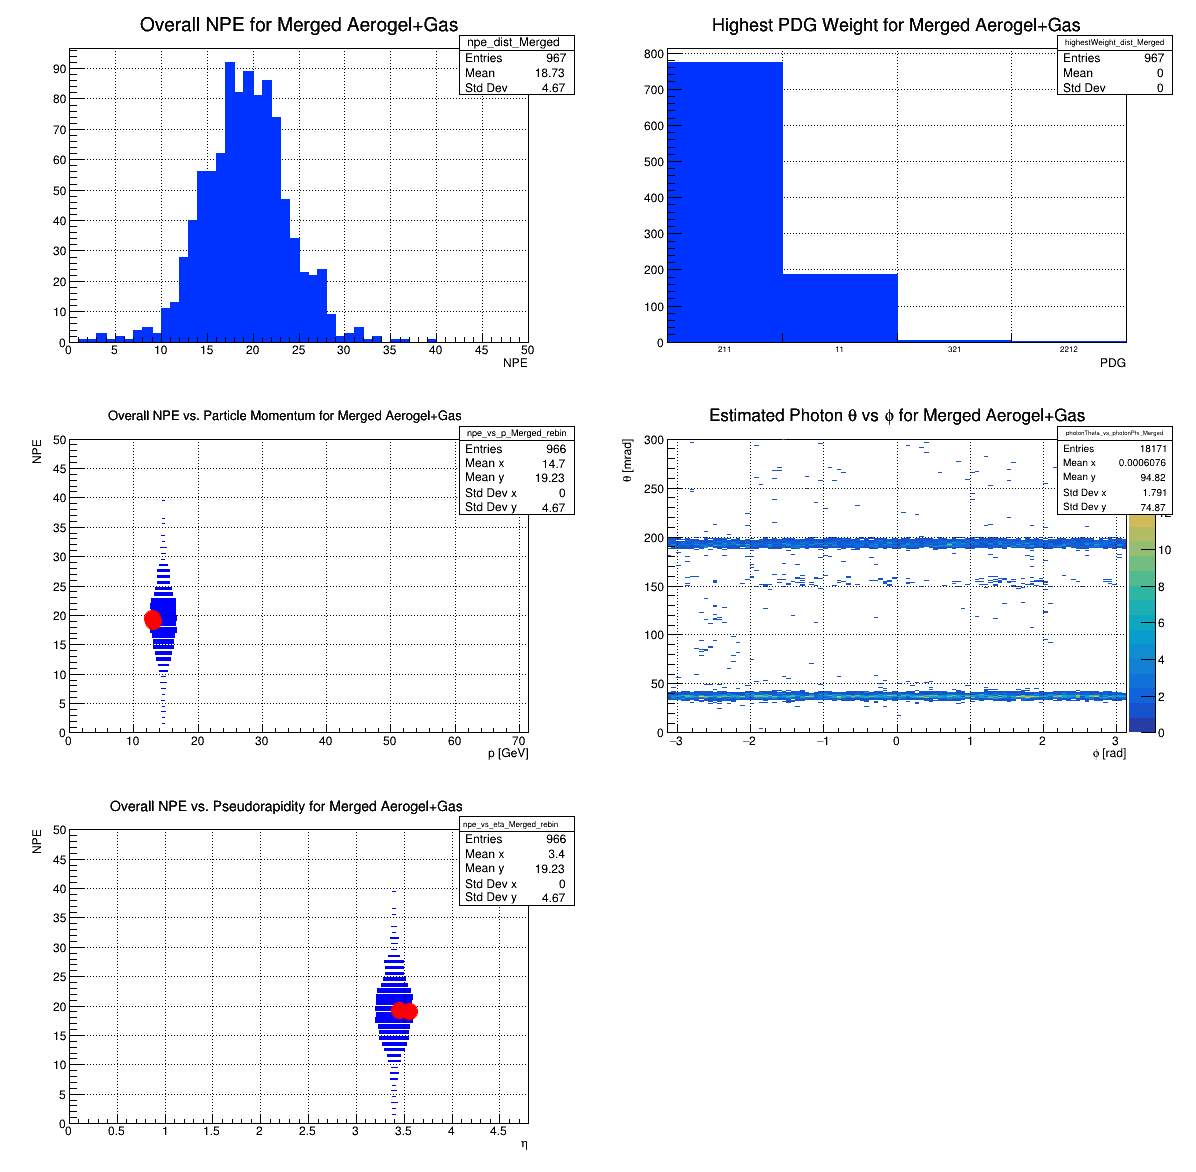 Overall NPE for Merged Aerogel+Gas
npe_dist_Merged
Entries 967
Mean 18.73
Std Dev 4.67
90
80
70
60
50
40
30
20
10
0
0 5 10 15 20 25 30 35 40 45 50
NPE
Highest PDG Weight for Merged Aerogel+Gas
highestWeight_dist_Merged
Entries 967
Mean 0
Std Dev 0
800
700
600
500
400
300
200
100
0
211 11 321 2212
PDG
Overall NPE vs. Particle Momentum for Merged Aerogel+Gas
npe_vs_p_Merged_rebin
Entries 966
Mean x 14.7
Mean y 19.23
Std Dev x 0
Std Dev y 4.67
NPE
50
45
40
35
30
25
20
15
10
5
0
0 10 20 30 40 50 60 70
p [GeV]
Estimated Photon θ vs ϕ for Merged Aerogel+Gas
photonTheta_vs_photonPhi_Merged
Entries 18171
Mean x 0.0006076
Mean y 94.82
Std Dev x 1.791
Std Dev y 74.87
θ [mrad]
300
250
200
150
100
50
0
−3 −2 −1 0 1 2 3
ϕ [rad]
12
10
8
6
4
2
0
Overall NPE vs. Pseudorapidity for Merged Aerogel+Gas
npe_vs_eta_Merged_rebin
Entries 966
Mean x 3.4
Mean y 19.23
Std Dev x 0
Std Dev y 4.67
NPE
50
45
40
35
30
25
20
15
10
5
0
0 0.5 1 1.5 2 2.5 3 3.5 4 4.5
η